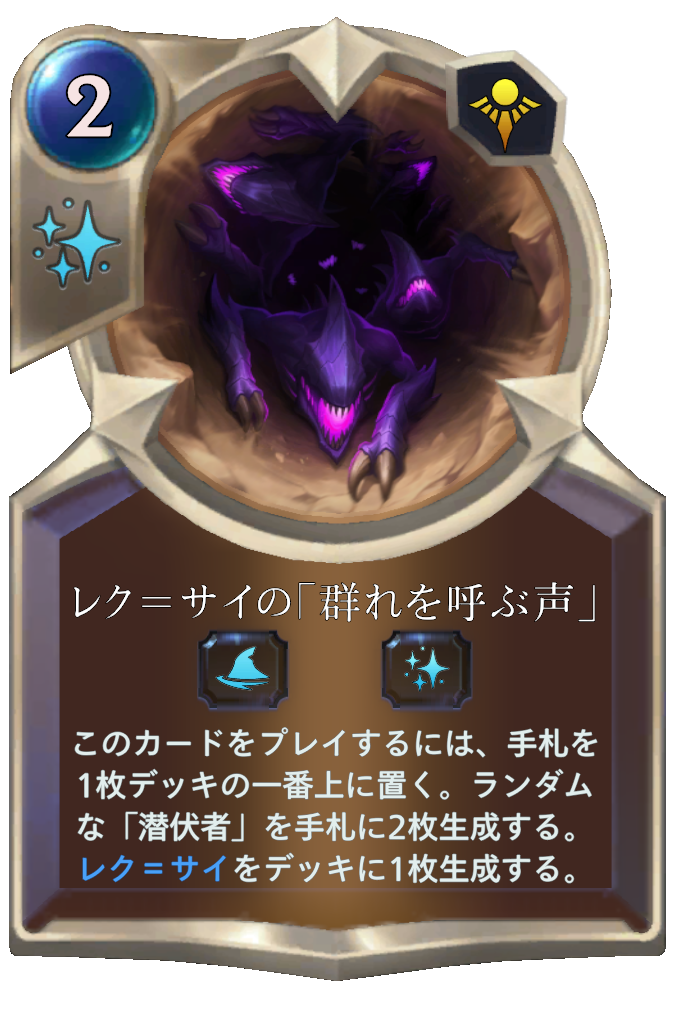 2
レク＝サイの「群れを呼ぶ声」
このカードをプレイするには、手札を
1枚デッキの一番上に置く。ランダム
な「潜伏者」を手札に2枚生成する。
レク＝サイをデッキに1枚生成する。